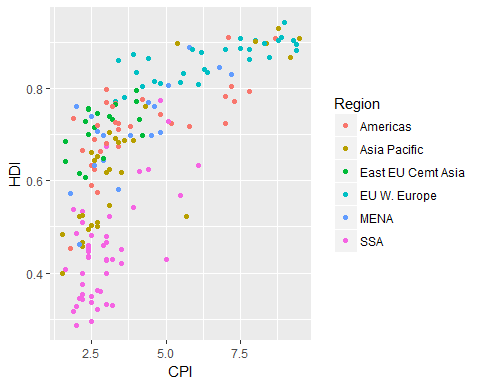 0.8
0.6
0.4
HDI
2.5 5.0 7.5
CPI
Region
Americas
Asia Pacific
East EU Cemt Asia
EU W. Europe
MENA
SSA